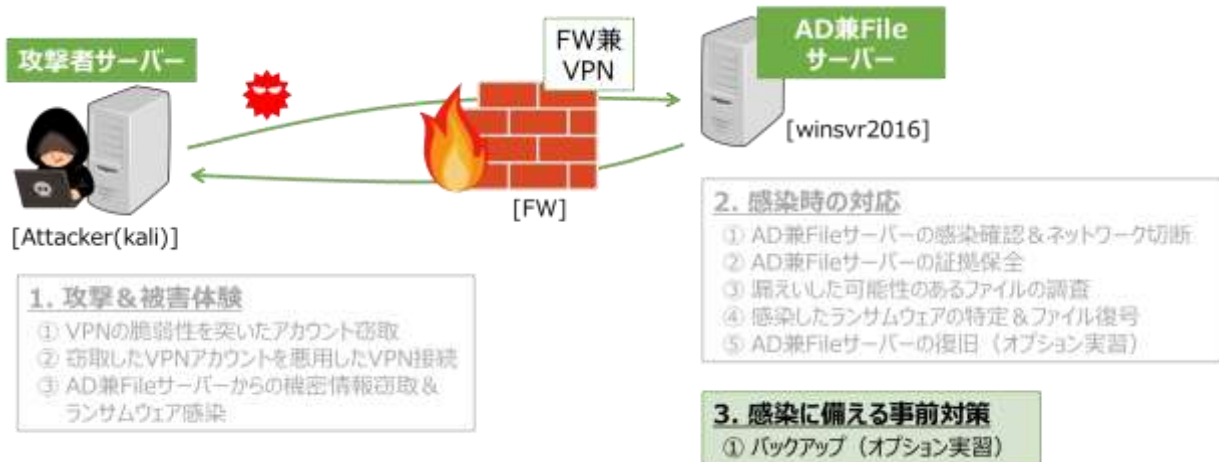 攻撃者サーバー
FW兼
VPN
AD兼File
サーバー
[winsvr2016]
[FW]
[Attacker(kali)]
1. 攻撃&被害体験
① VPNの脆弱性を突いたアカウント窃取
② 窃取したVPNアカウントを悪用したVPN接続
③ AD兼Fileサーバーからの機密情報窃取&
ランサムウェア感染
2. 感染時の対応
① AD兼Fileサーバーの感染確認&ネットワーク切断
② AD兼Fileサーバーの証拠保全
③ 漏えいした可能性のあるファイルの調査
④ 感染したランサムウェアの特定&ファイル復号
⑤ AD兼Fileサーバーの復旧（オプション実習）
3. 感染に備える事前対策
① バックアップ（オプション実習）